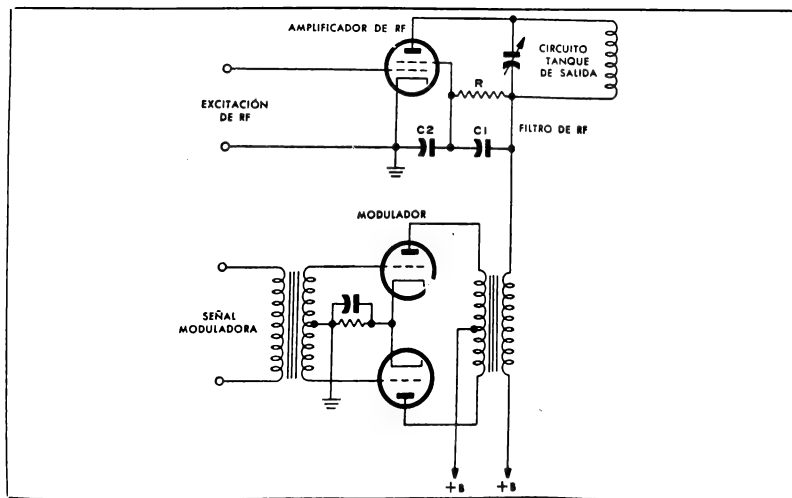 AMPLIFICADOR DE RF
CIRCUITO
TANQUE
DE SALIDA
R
EXCITACIÓN
DE RF
C2
C1
FILTRO DE RF
MODULADOR
SEÑAL
MODULADORA
+B
+B